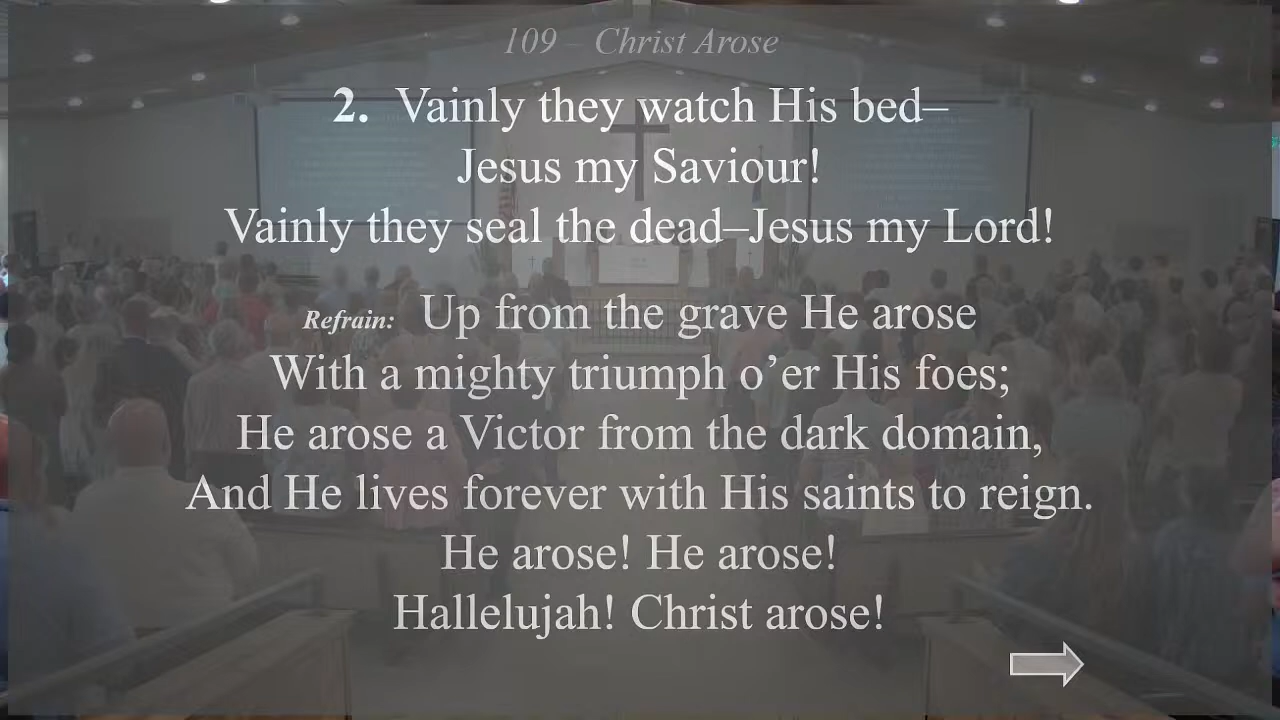 109 – Christ Arose
2. Vainly they watch His bed–
Jesus my Saviour!
Vainly they seal the dead–Jesus my Lord!
Refrain: Up from the grave He arose
With a mighty triumph o’er His foes;
He arose a Victor from the dark domain,
And He lives forever with His saints to reign.
He arose! He arose!
Hallelujah! Christ arose!